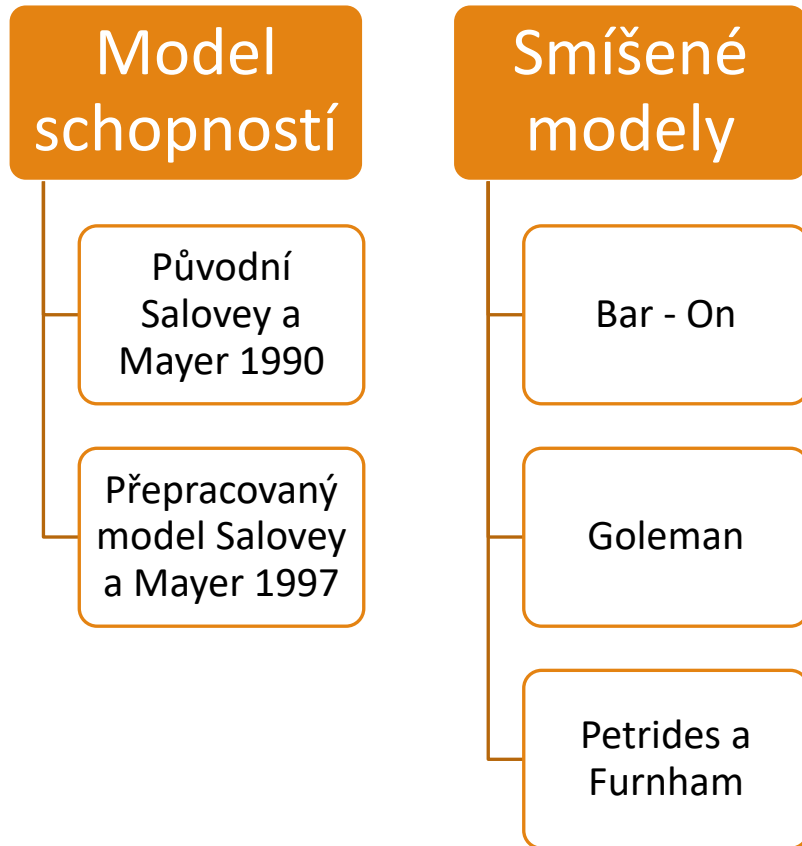 Model
schopností
Původní
Salovey a
Mayer 1990
Přepracovaný
model Salovey
a Mayer 1997
Smíšené
modely
Bar - On
Goleman
Petrides a
Furnham